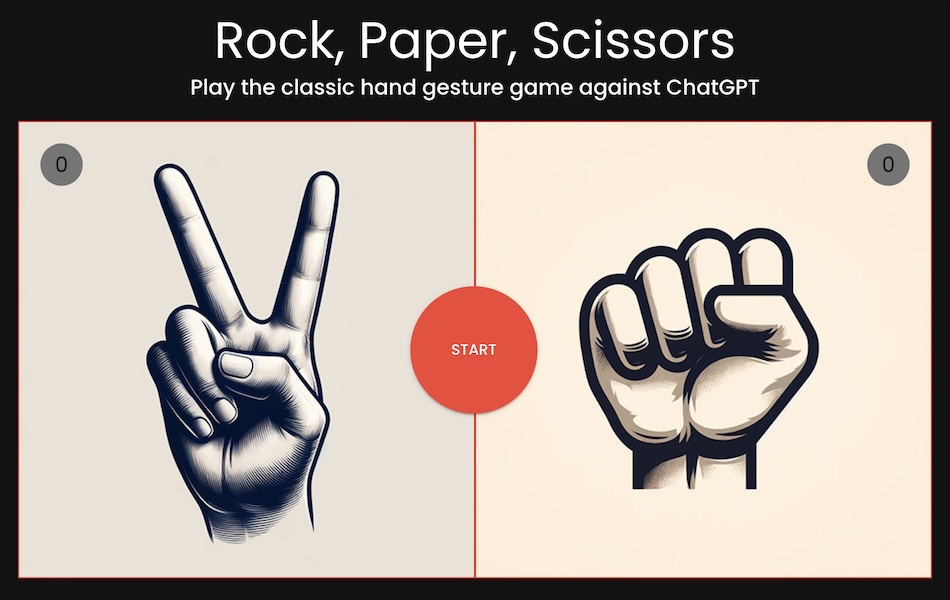 Rock, Paper, Scissors
Play the classic hand gesture game against ChatGPT
0
0
START